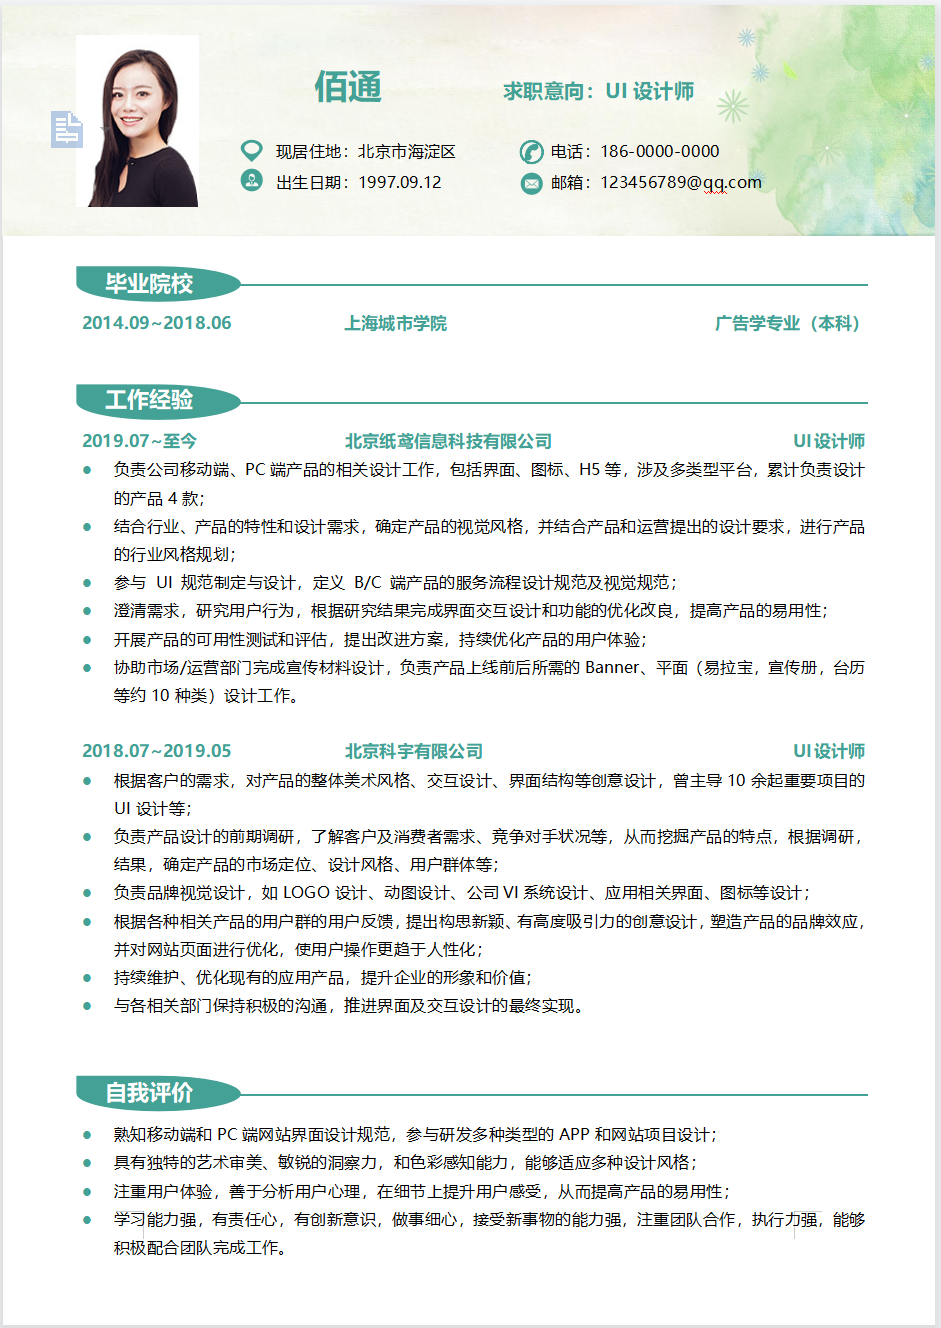 佰通
求职意向：UI 设计师
现居住地：北京市海淀区
电话：186-0000-0000
出生日期：1997.09.12
邮箱：123456789@qq.com
毕业院校
2014.09~2018.06 上海城市学院 广告学专业（本科）
工作经验
2019.07~至今 北京纸鸢信息科技有限公司 UI设计师
负责公司移动端、PC 端产品的相关设计工作，包括界面、图标、H5 等，涉及多类型平台，累计负责设计
的产品 4 款；
结合行业、产品的特性和设计需求，确定产品的视觉风格，并结合产品和运营提出的设计要求，进行产品
的行业风格规划；
参与 UI 规范制定与设计，定义 B/C 端产品的服务流程设计规范及视觉规范；
澄清需求，研究用户行为，根据研究结果完成界面交互设计和功能的优化改良，提高产品的易用性；
开展产品的可用性测试和评估，提出改进方案，持续优化产品的用户体验；
协助市场/运营部门完成宣传材料设计，负责产品上线前后所需的 Banner、平面（易拉宝，宣传册，台历
等约 10 种类）设计工作。
2018.07~2019.05 北京科宇有限公司 UI设计师
根据客户的需求，对产品的整体美术风格、交互设计、界面结构等创意设计，曾主导 10 余起重要项目的
UI 设计等；
负责产品设计的前期调研，了解客户及消费者需求、竞争对手状况等，从而挖掘产品的特点，根据调研，
结果，确定产品的市场定位、设计风格、用户群体等；
负责品牌视觉设计，如 LOGO 设计、动图设计、公司 VI 系统设计、应用相关界面、图标等设计；
根据各种相关产品的用户群的用户反馈，提出构思新颖、有高度吸引力的创意设计，塑造产品的品牌效应，
并对网站页面进行优化，使用户操作更趋于人性化；
持续维护、优化现有的应用产品，提升企业的形象和价值；
与各相关部门保持积极的沟通，推进界面及交互设计的最终实现。
自我评价
熟知移动端和 PC 端网站界面设计规范，参与研发多种类型的 APP 和网站项目设计；
具有独特的艺术审美、敏锐的洞察力，和色彩感知能力，能够适应多种设计风格；
注重用户体验，善于分析用户心理，在细节上提升用户感受，从而提高产品的易用性；
学习能力强，有责任心，有创新意识，做事细心，接受新事物的能力强，注重团队合作，执行力强，能够
积极配合团队完成工作。